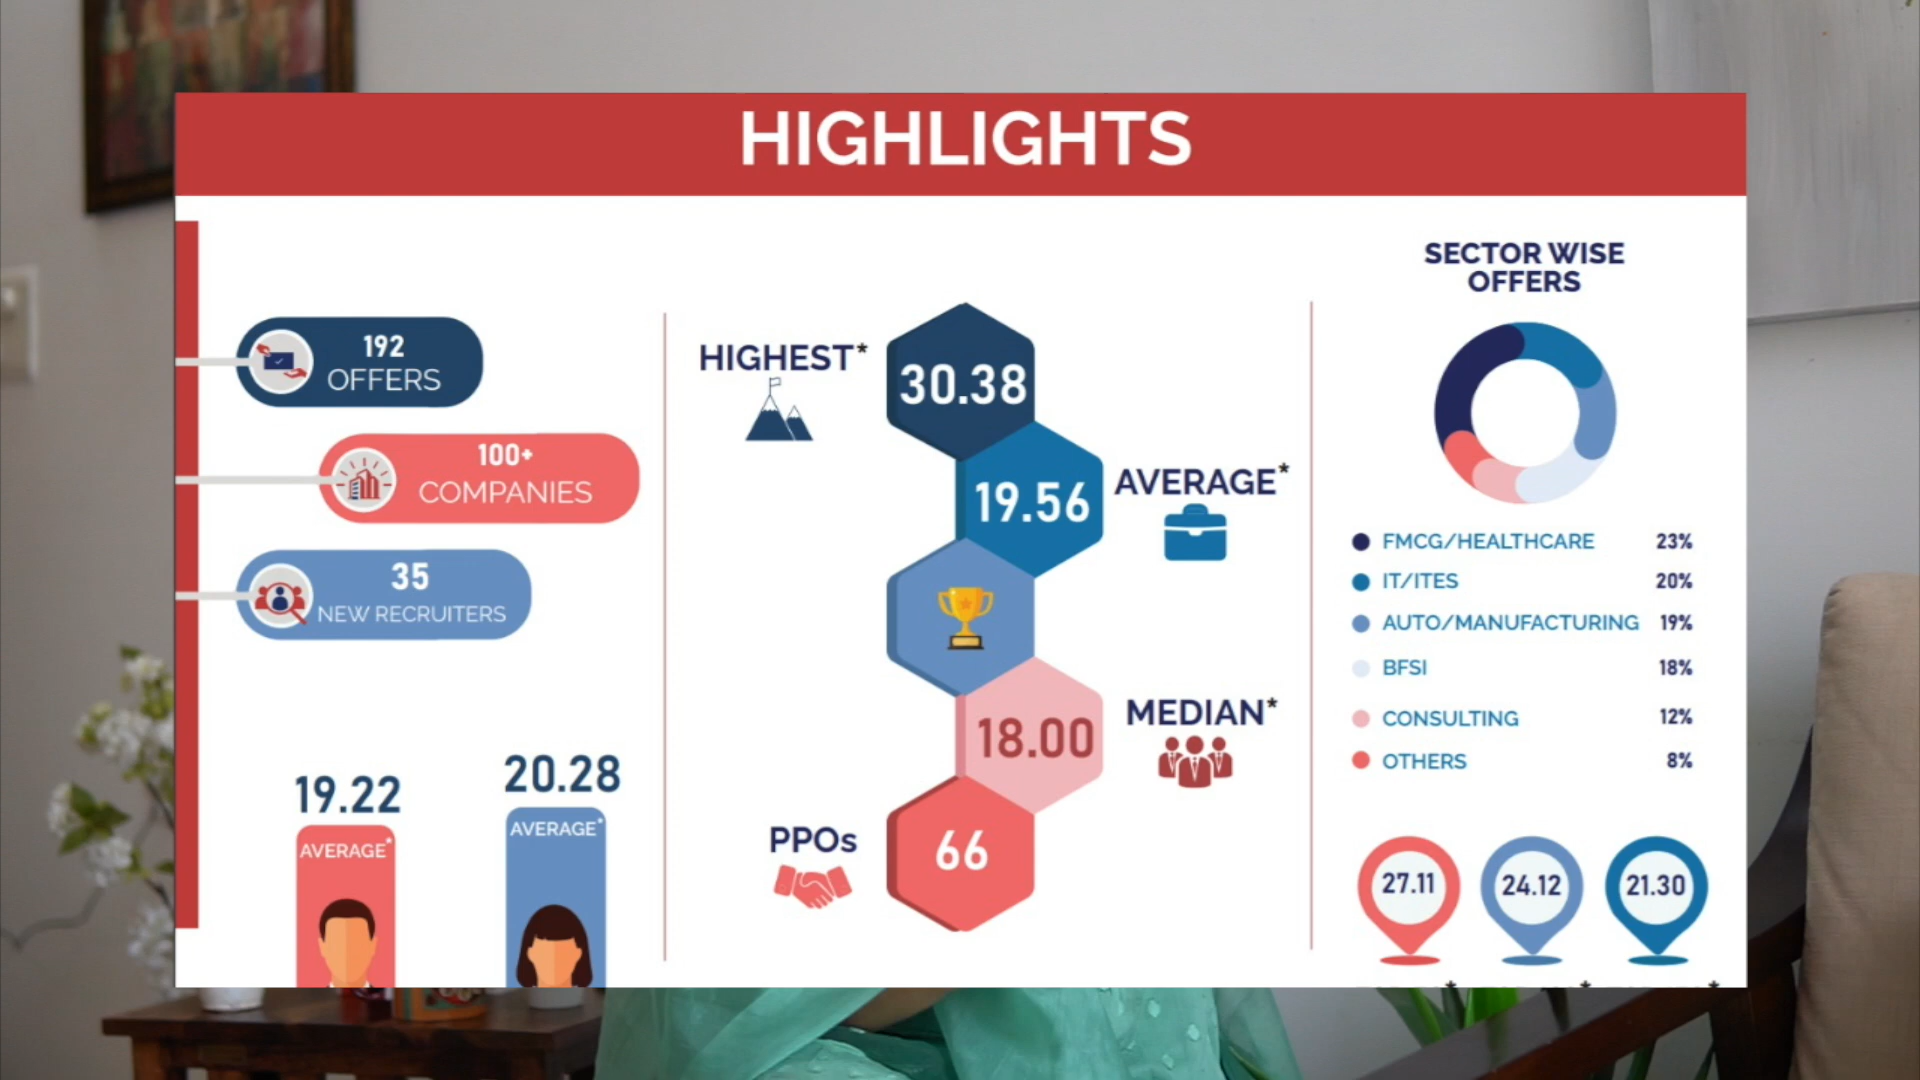 HIGHLIGHTS
192
OFFERS
100+
COMPANIES
35
NEW RECRUITERS
19.22
AVERAGE*
20.28
AVERAGE*
HIGHEST*
30.38
19.56
AVERAGE*
18.00
MEDIAN*
PPOs
66
SECTOR WISE
OFFERS
FMCG/HEALTHCARE 23%
IT/ITES 20%
AUTO/MANUFACTURING 19%
BFSI 18%
CONSULTING 12%
OTHERS 8%
27.11
24.12
21.30